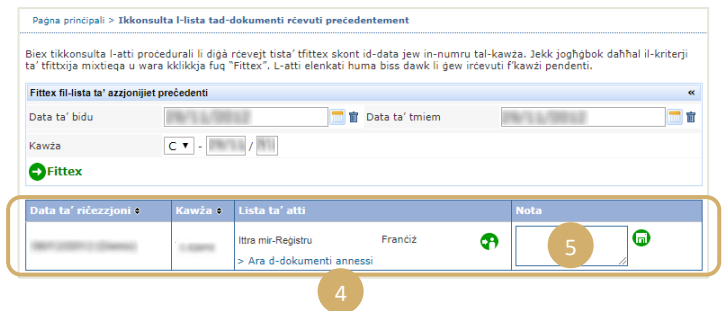 Paġna prinċipali > Ikkonsulta l-lista tad-dokumenti rċevuti preċedentement
Biex tikkonsulta l-atti proċedurali li diġà rċevejt tista' tfittex skont id-data jew in-numru tal-kawża. Jekk jogħġbok daħħal il-kriterji
ta' tfittxija mixtieqa u wara kklikkja fuq "Fittex". L-atti elenkati huma biss dawk li ġew irċevuti f'kawżi pendenti.
Fittex fil-lista ta' azzjonijiet preċedenti «
Data ta' bidu Data ta' tmiem
Kawża C - /
Fittex
Data ta' riċezzjoni Kawża Lista ta' atti Nota
Ittra mir-Reġistru Franċiż
> Ara d-dokumenti annessi
5
4